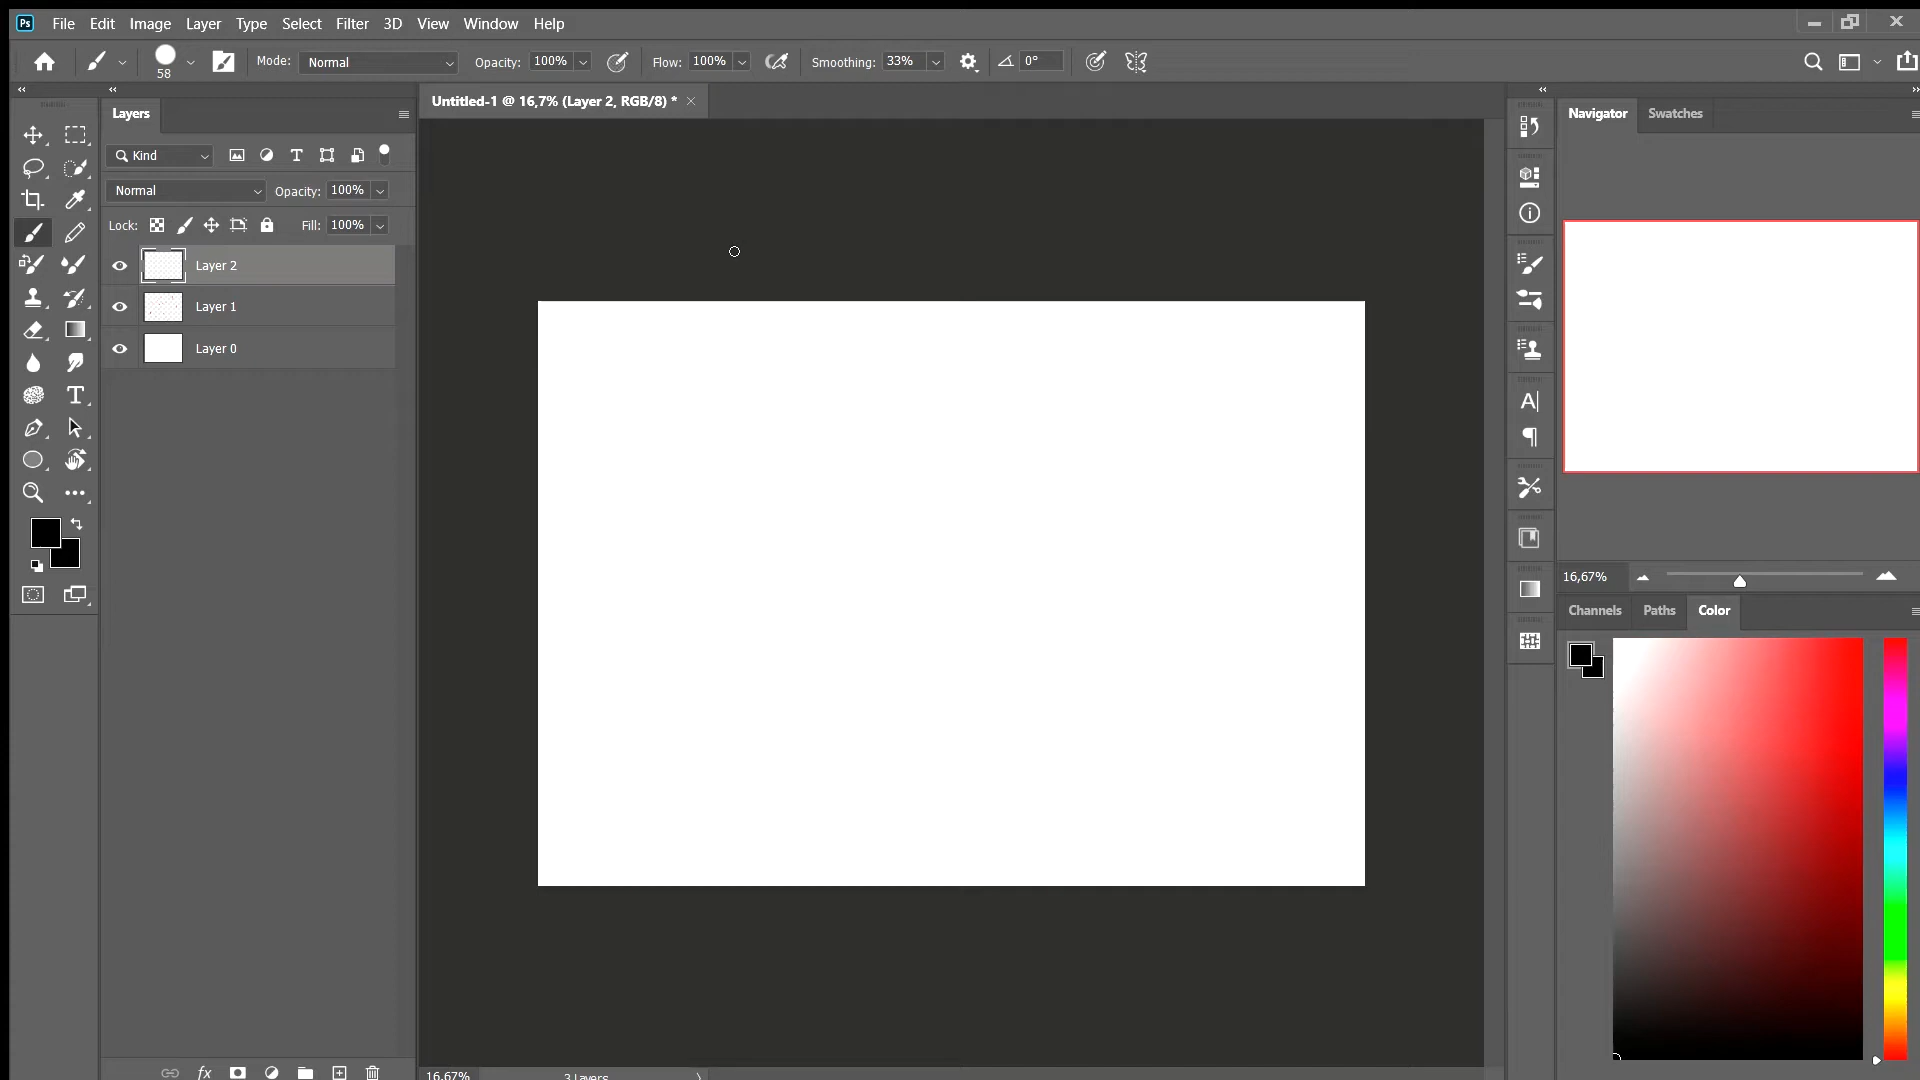 Ps File Edit Image Layer Type Select Filter 3D View Window Help
58 Mode: Normal Opacity: 100% Flow: 100% Smoothing: 33% 0°
Layers
Untitled-1 @ 16,7% (Layer 2, RGB/8) *
Navigator Swatches
Kind
Normal Opacity: 100%
Lock: Fill: 100%
Layer 2
Layer 1
Layer 0
16,67%
Channels Paths Color
fx
16,67% 3 layers